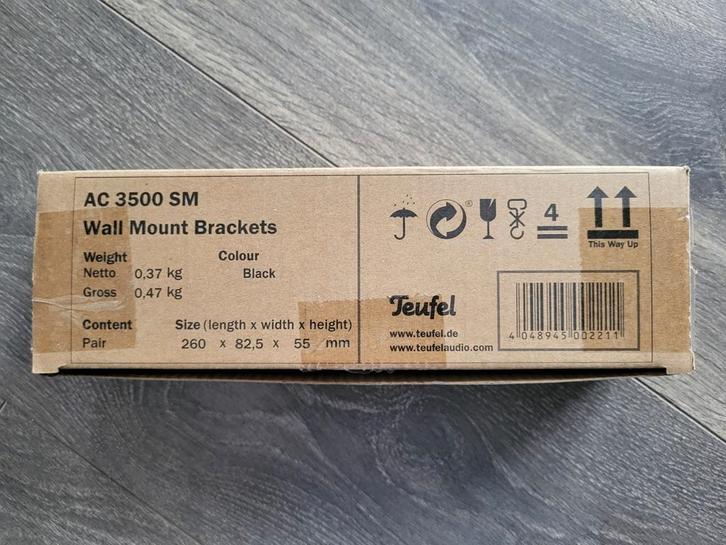 AC 3500 SM
Wall Mount Brackets
Weight Colour
Netto 0,37 kg Black
Gross 0,47 kg
Content Size (length x width x height)
Pair 260 x 82,5 x 55 mm
®
4
This Way Up
Teufel
www.teufel.de
www.teufelaudio.com
4 048945 002211